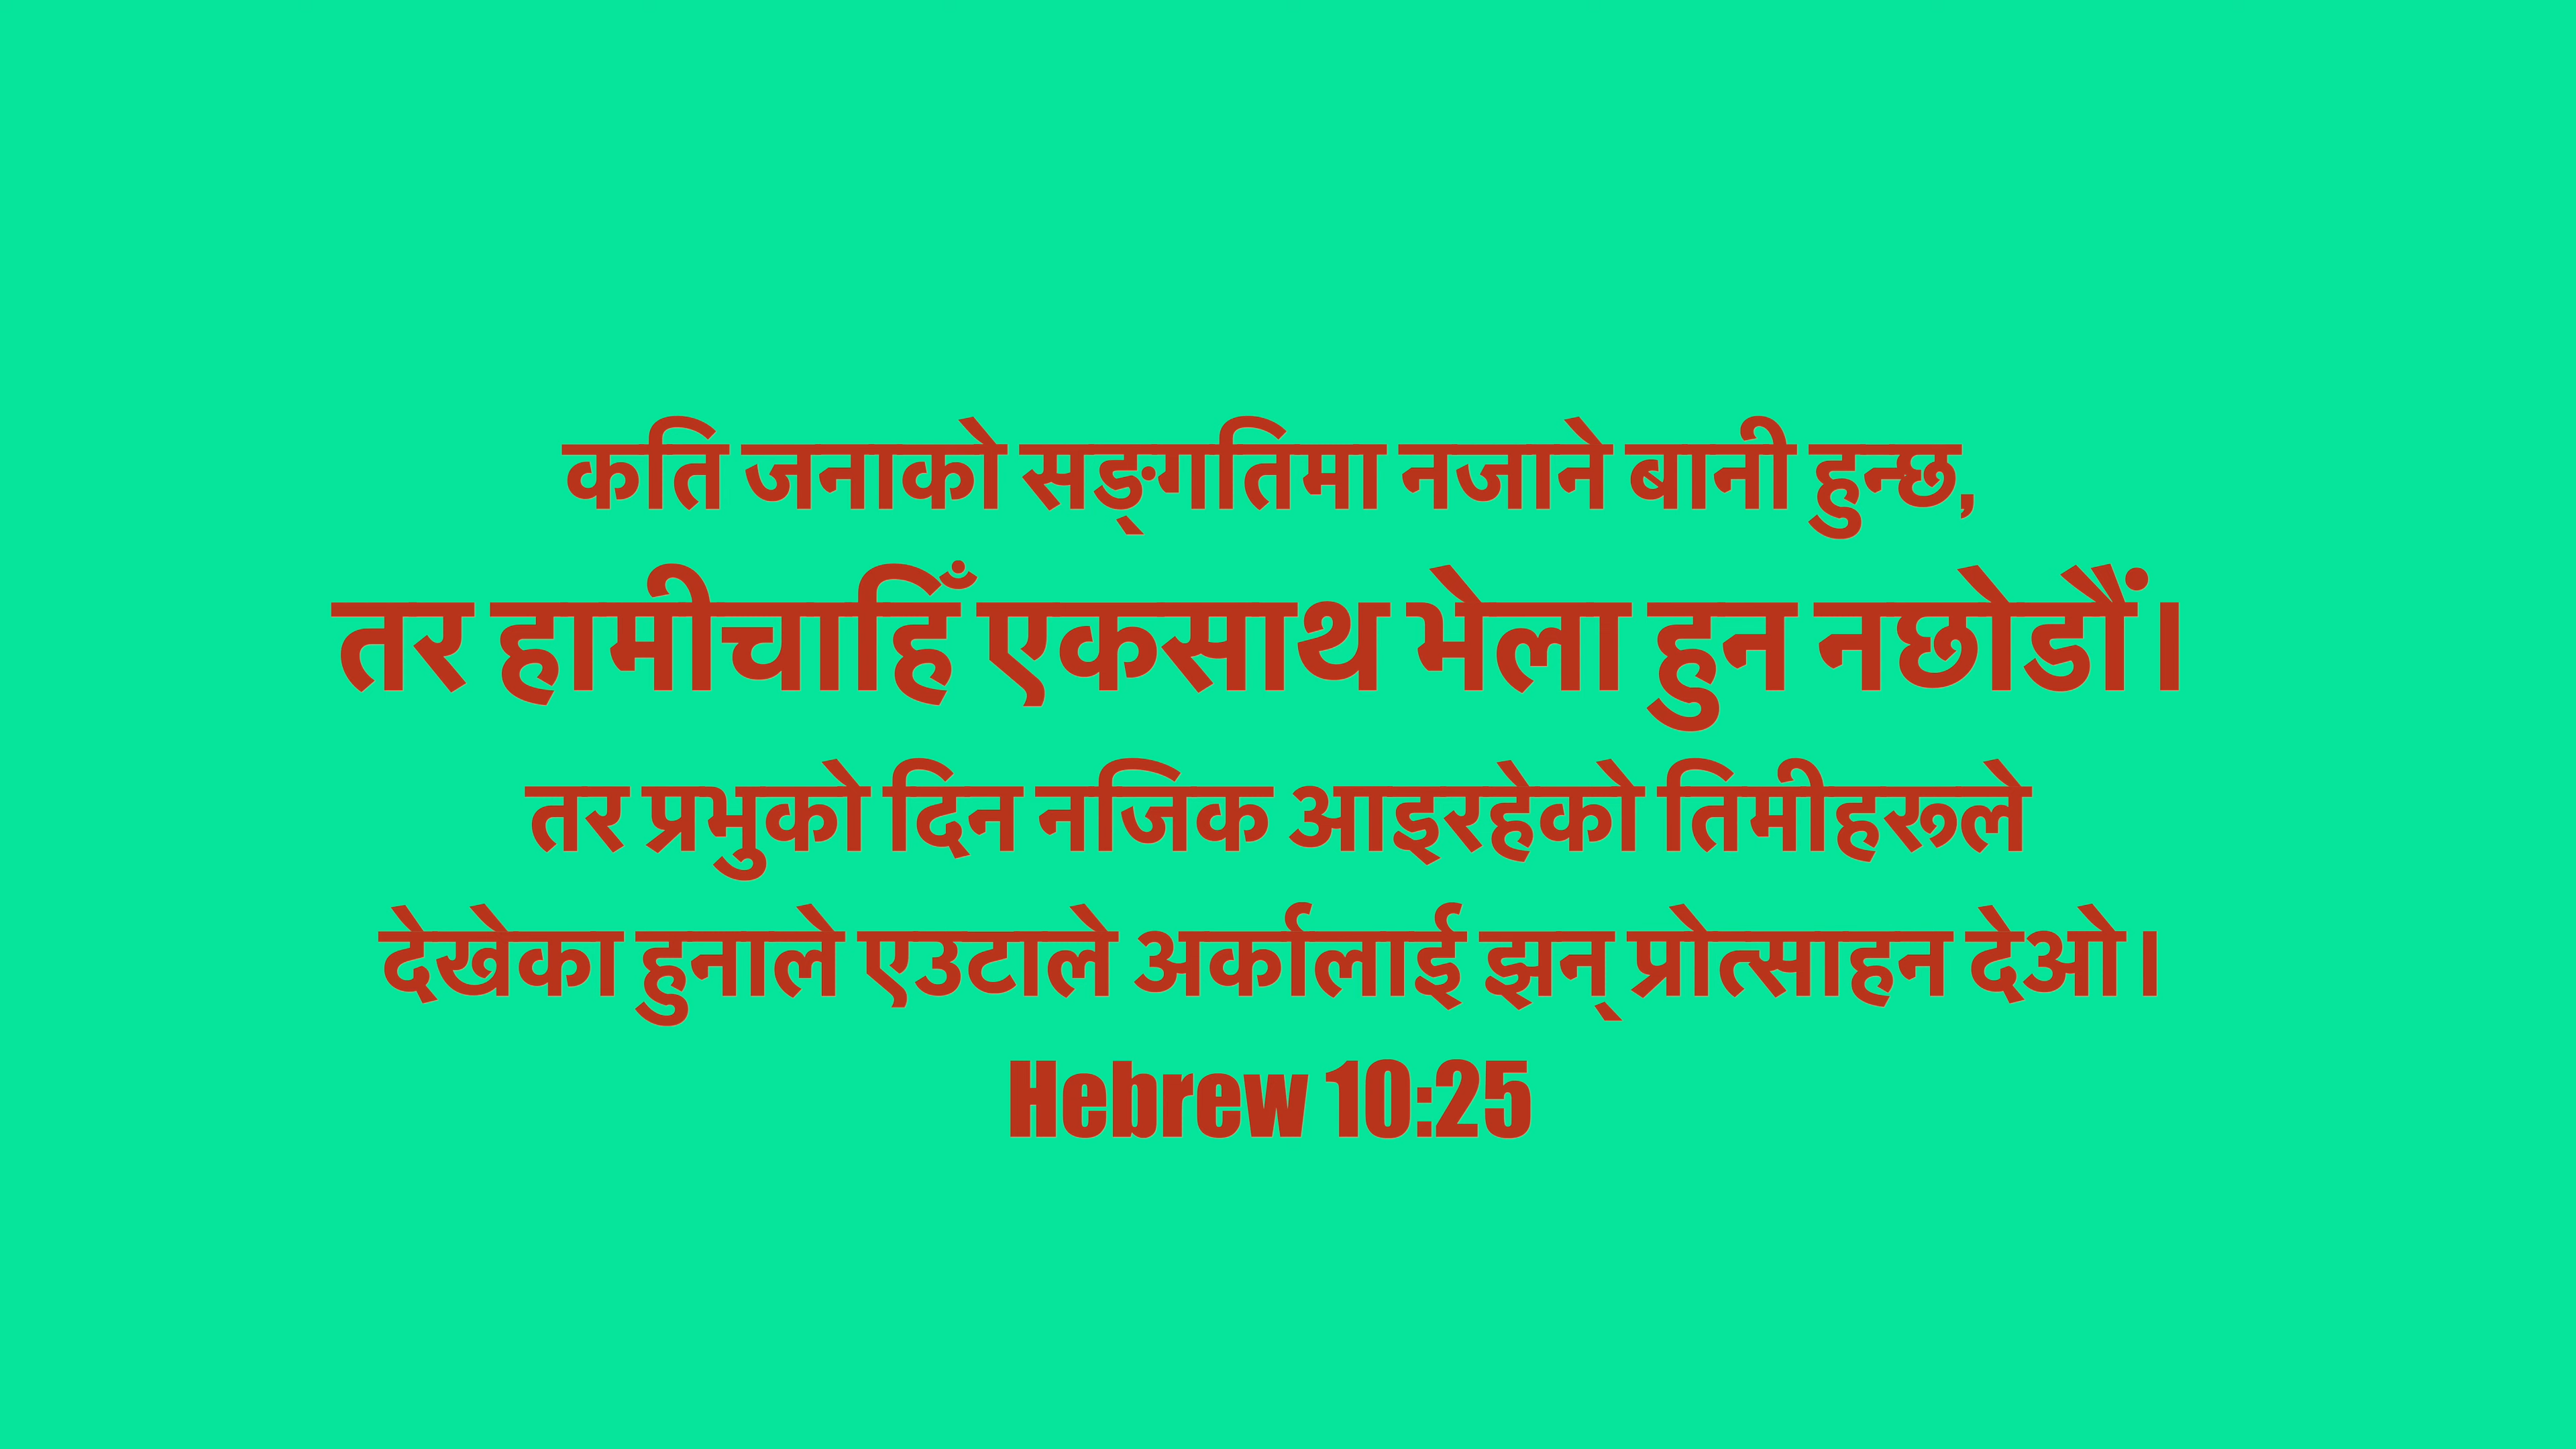 कति जनाको सङ्गतिमा नजाने बानी हुन्छ,
तर हामीचाहिँ एकसाथ भेला हुन नछोडौं ।
तर प्रभुको दिन नजिक आइरहेको तिमीहरूले
देखेका हुनाले एउटाले अर्कालाई झन् प्रोत्साहन देओ ।
Hebrew 10:25